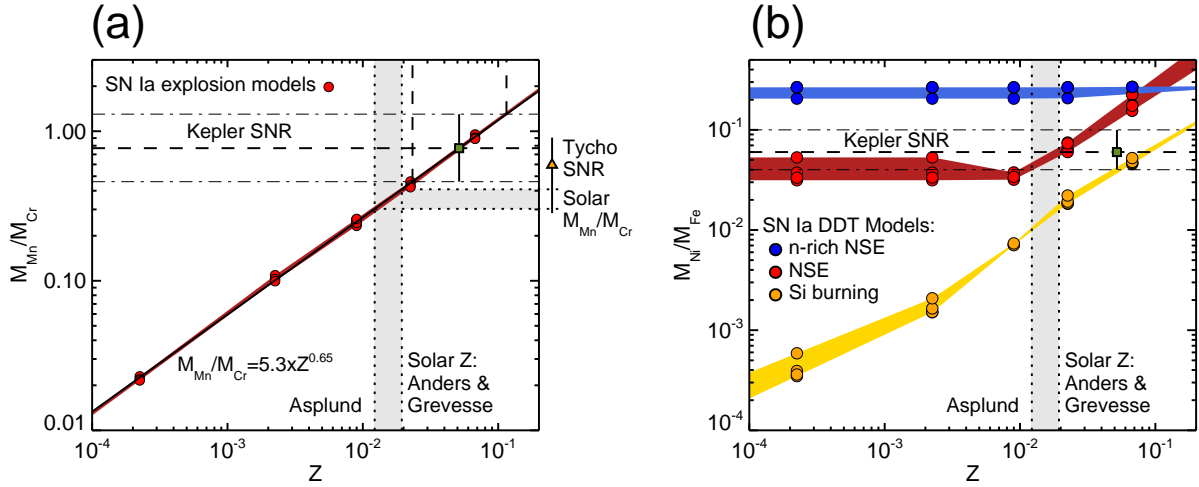 (a)
SN Ia explosion models
Kepler SNR
Tycho
SNR
Solar
M_Mn/M_Cr
M_Mn/M_Cr
1.00
0.10
0.01
M_Mn/M_Cr=5.3xZ^0.65
Solar Z:
Anders &
Grevesse
Asplund
10^-4
10^-3
10^-2
10^-1
Z
(b)
Kepler SNR
M_Ni/M_Fe
10^-1
10^-2
10^-3
10^-4
SN Ia DDT Models:
n-rich NSE
NSE
Si burning
Solar Z:
Anders &
Grevesse
Asplund
10^-4
10^-3
10^-2
10^-1
Z